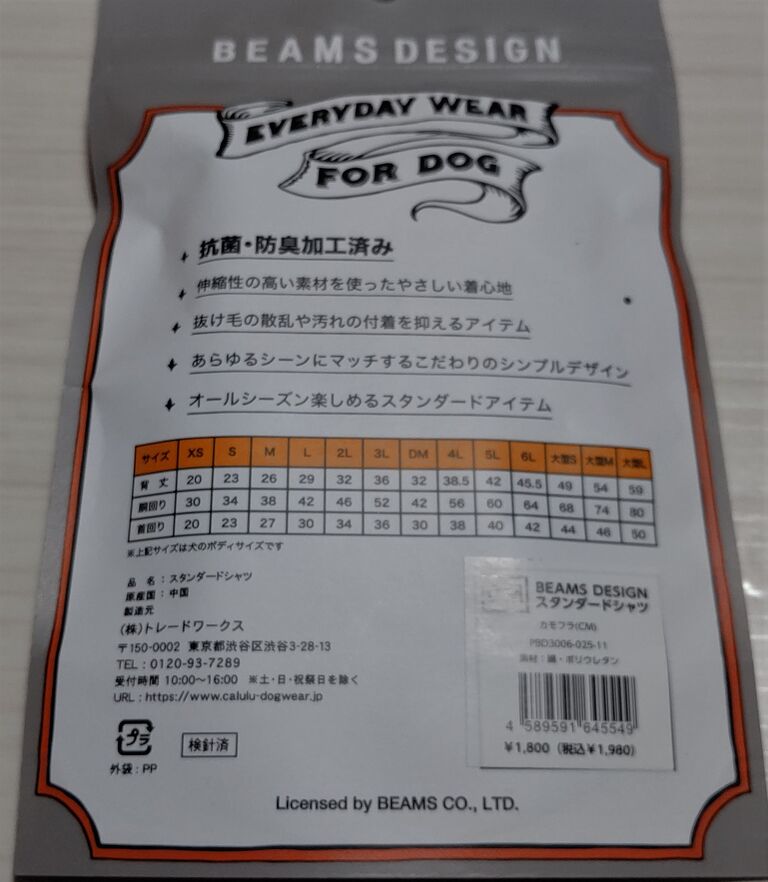 BEAMS DESIGN
EVERYDAY WEAR
FOR DOG
抗菌・防臭加工済み
伸縮性の高い素材を使ったやさしい着心地
抜け毛の散乱や汚れの付着を抑えるアイテム
あらゆるシーンにマッチするこだわりのシンプルデザイン
オールシーズン楽しめるスタンダードアイテム
サイズ XS S M L 2L 3L DM 4L 5L 6L 大型S 大型M 大型L
背丈 20 23 26 29 32 36 32 38.5 42 45.5 49 54 59
胴回り 30 34 38 42 46 52 42 56 60 64 68 74 80
首回り 20 23 27 30 34 36 30 38 40 42 44 46 50
※上記サイズは犬のボディサイズです
品 名：スタンダードシャツ
原産国：中国
製造元
(株)トレードワークス
〒150-0002 東京都渋谷区渋谷3-28-13
TEL：0120-93-7289
受付時間 10:00〜16:00 ※土・日・祝祭日を除く
URL：https://www.calulu-dogwear.jp
プラ
外袋：PP
検針済
BEAMS DESIGN
スタンダードシャツ
カモフラ(CM)
PBD3006-025-11
素材：綿・ポリウレタン
4 589591 645549
¥1,800 (税込¥1,980)
Licensed by BEAMS CO., LTD.